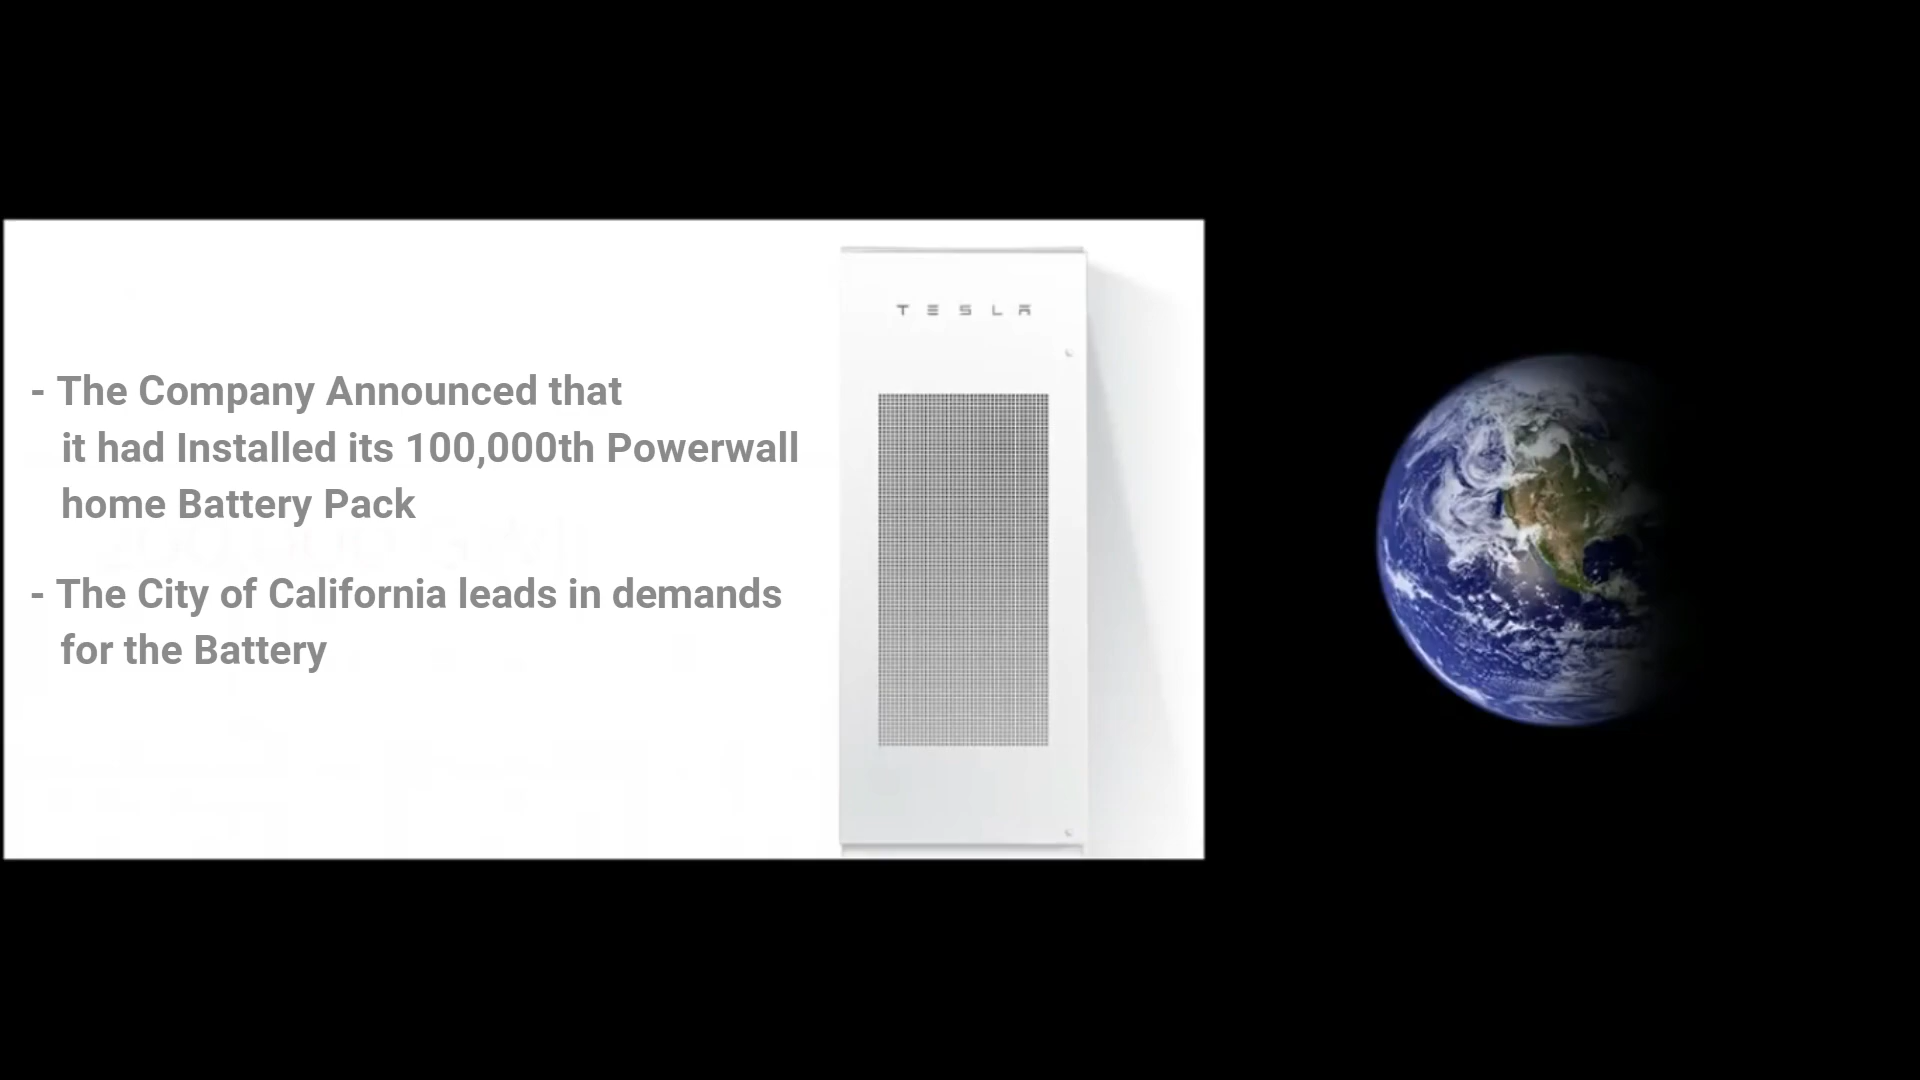 TESLA
- The Company Announced that
it had Installed its 100,000th Powerwall
home Battery Pack
- The City of California leads in demands
for the Battery